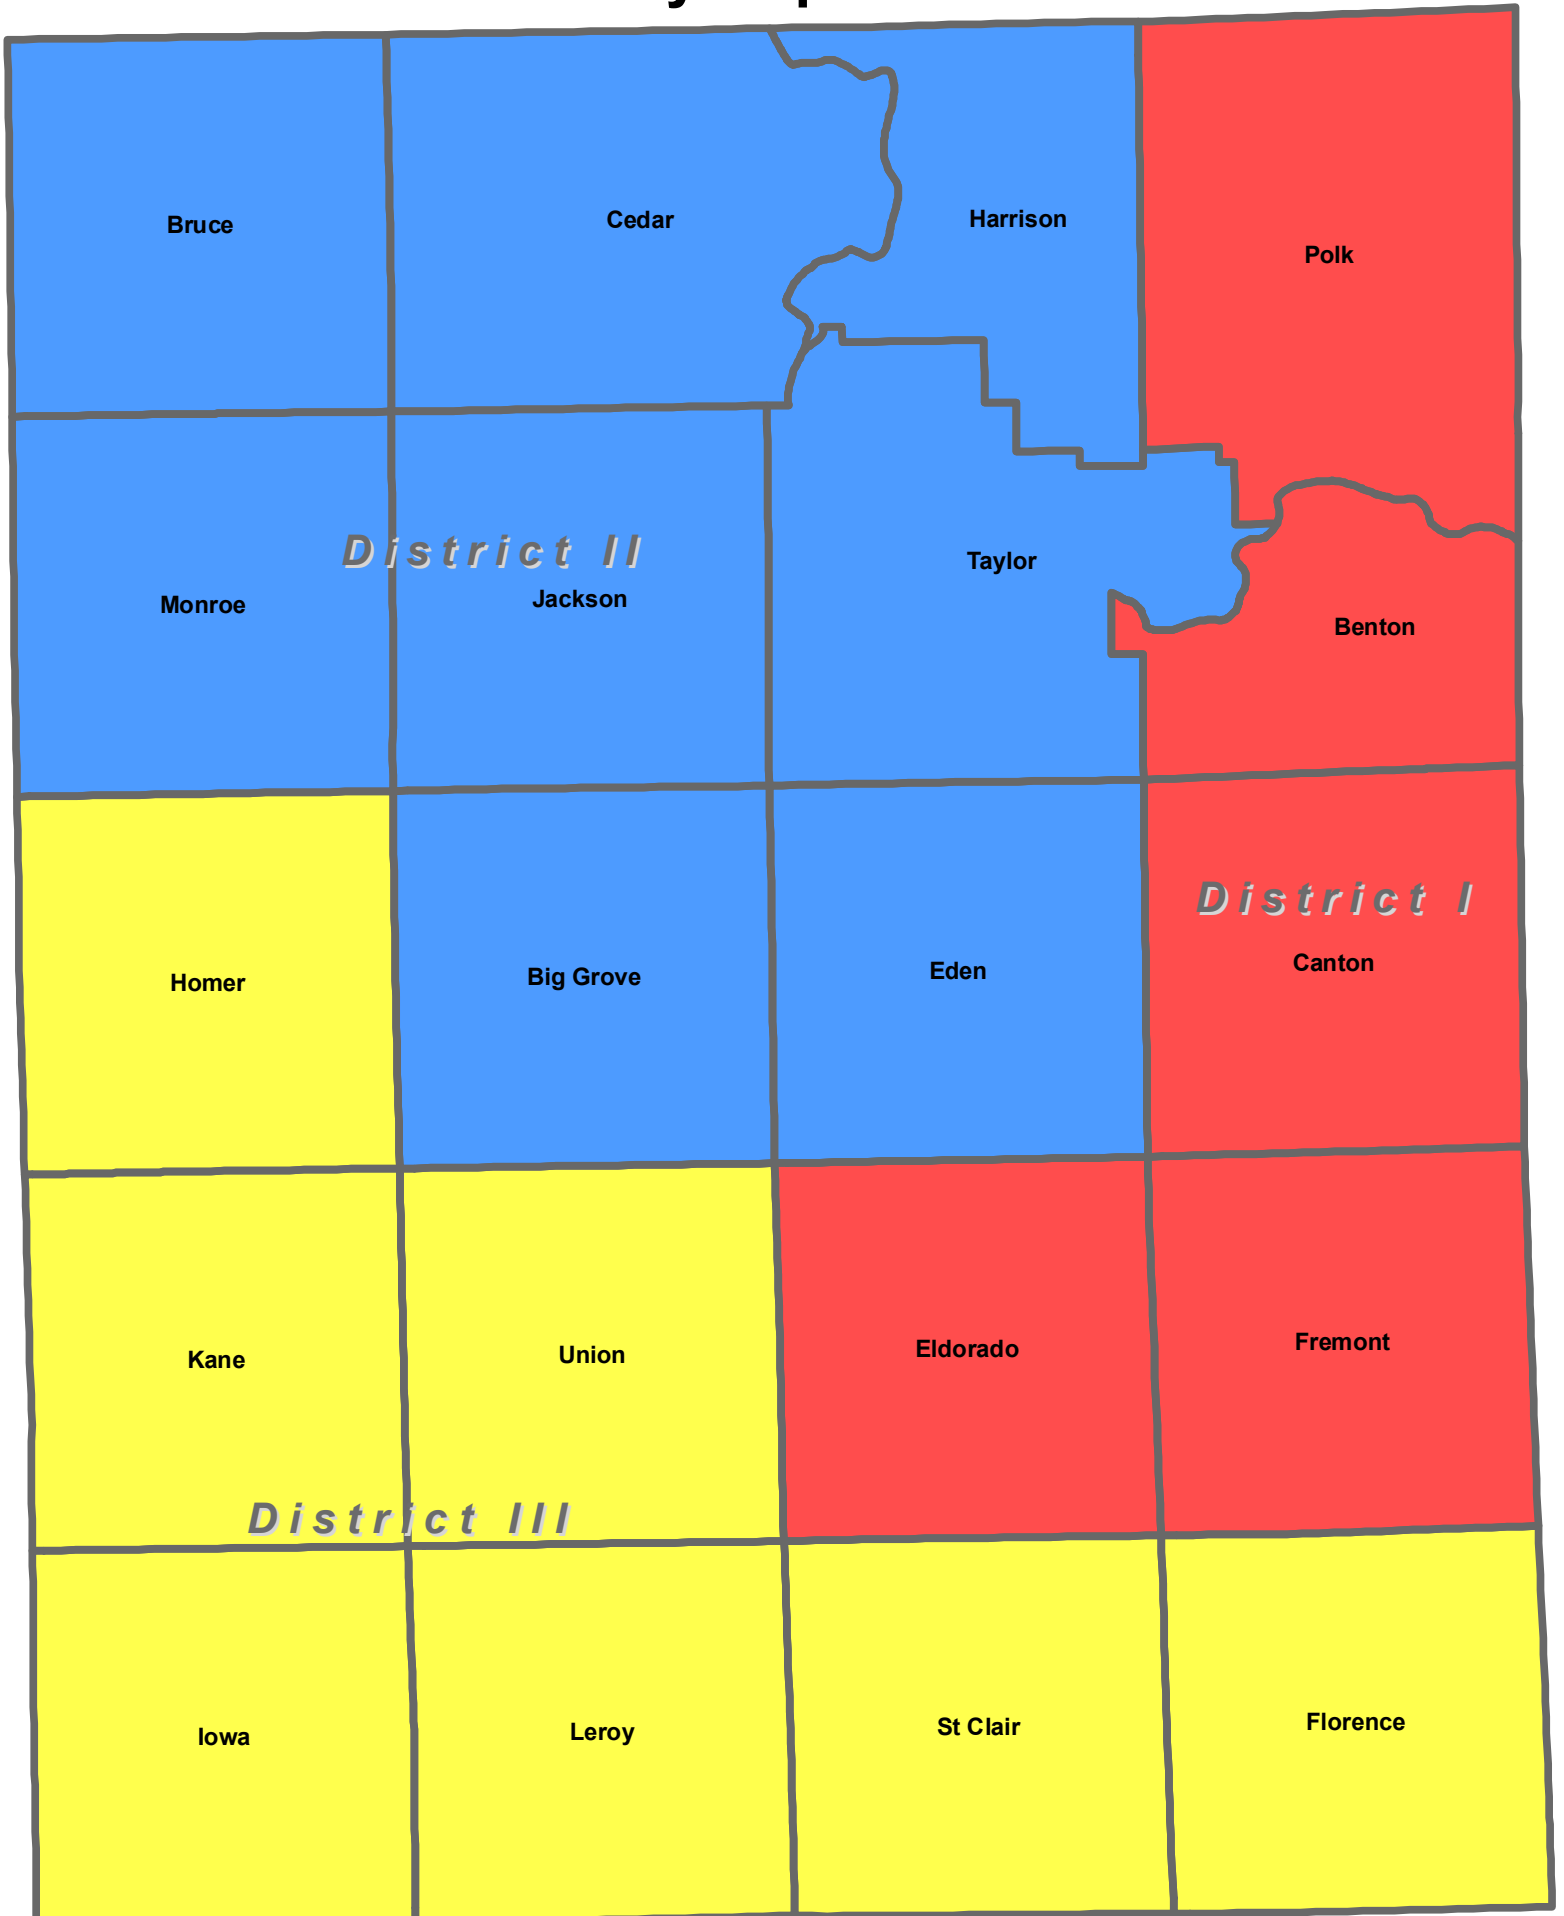 Bruce
Cedar
Harrison
Polk
District II
Monroe
Jackson
Taylor
Benton
District I
Homer
Big Grove
Eden
Canton
Kane
Union
Eldorado
Fremont
District III
Iowa
Leroy
St Clair
Florence